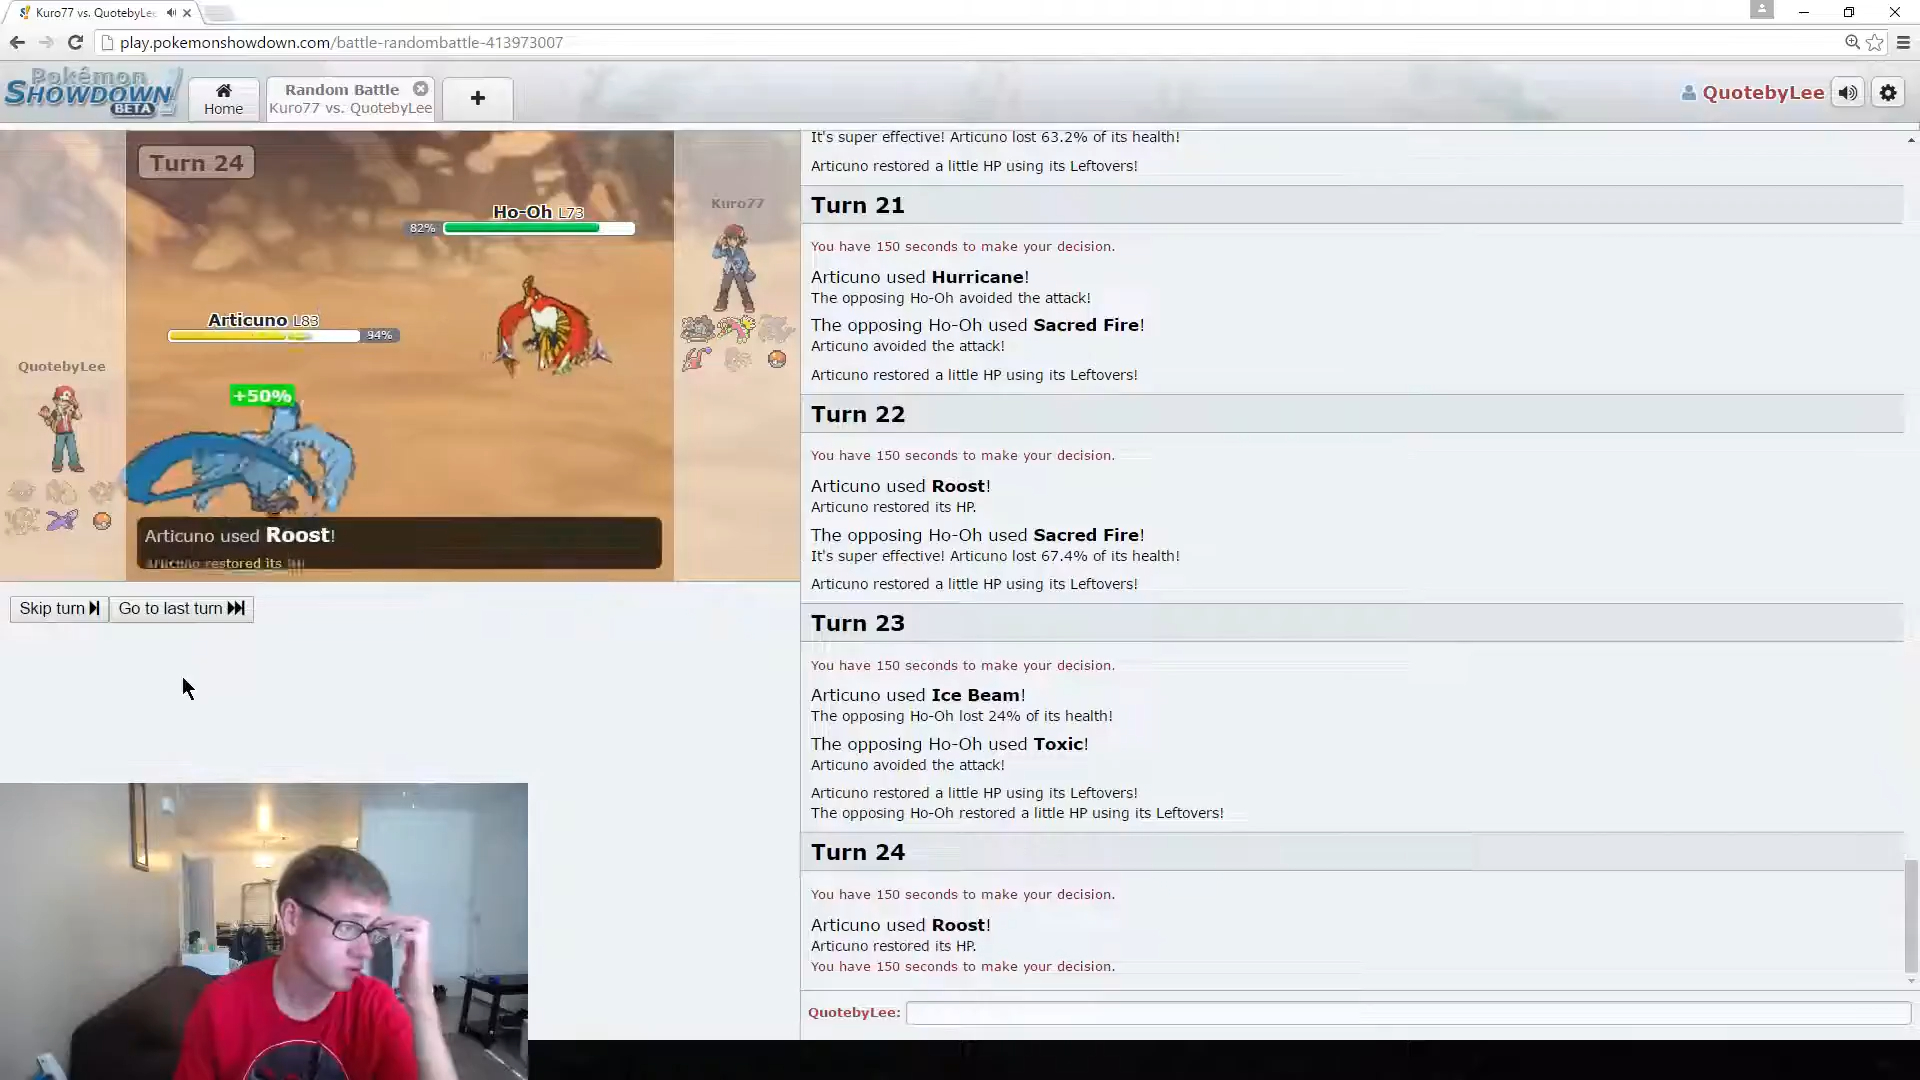 Kuro77 vs. QuotebyLee
play.pokemonshowdown.com/battle-randombattle-413973007
Pokémon
SHOWDOWN
BETA
Home
Random Battle
Kuro77 vs. QuotebyLee
+
QuotebyLee
Turn 24
Ho-Oh L73
82%
Kuro77
Articuno L83
94%
QuotebyLee
+50%
Articuno used Roost!
Articuno restored its
Skip turn
Go to last turn
It's super effective! Articuno lost 63.2% of its health!
Articuno restored a little HP using its Leftovers!
Turn 21
You have 150 seconds to make your decision.
Articuno used Hurricane!
The opposing Ho-Oh avoided the attack!
The opposing Ho-Oh used Sacred Fire!
Articuno avoided the attack!
Articuno restored a little HP using its Leftovers!
Turn 22
You have 150 seconds to make your decision.
Articuno used Roost!
Articuno restored its HP.
The opposing Ho-Oh used Sacred Fire!
It's super effective! Articuno lost 67.4% of its health!
Articuno restored a little HP using its Leftovers!
Turn 23
You have 150 seconds to make your decision.
Articuno used Ice Beam!
The opposing Ho-Oh lost 24% of its health!
The opposing Ho-Oh used Toxic!
Articuno avoided the attack!
Articuno restored a little HP using its Leftovers!
The opposing Ho-Oh restored a little HP using its Leftovers!
Turn 24
You have 150 seconds to make your decision.
Articuno used Roost!
Articuno restored its HP.
You have 150 seconds to make your decision.
QuotebyLee: